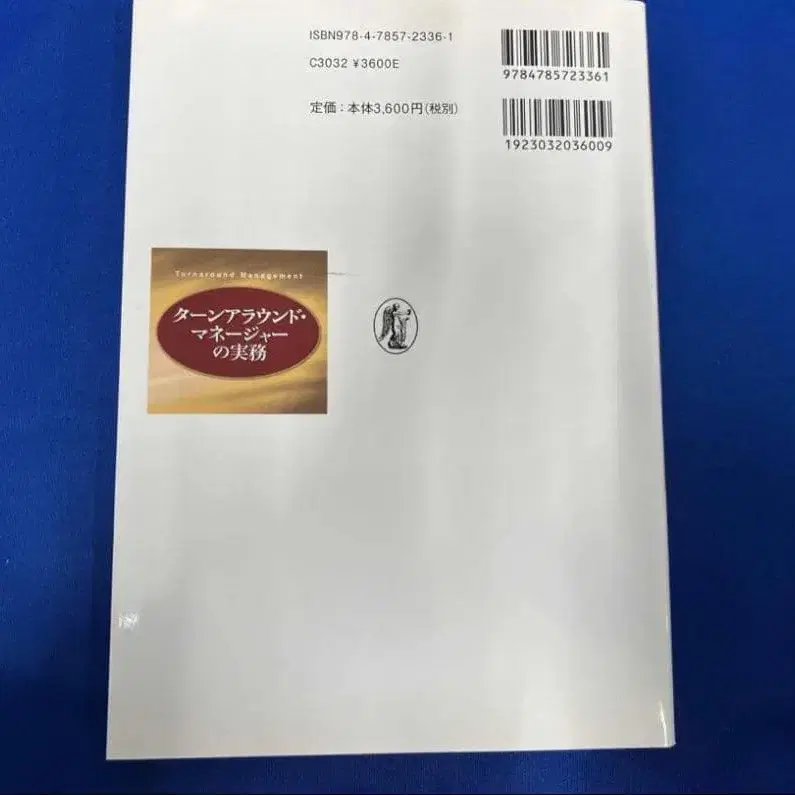 ISBN978-4-7857-2336-1
C3032 ¥3600E
定価：本体3,600円（税別）
9784785723361
1923032036009
Turnaround Management
ターンアラウンド・
マネージャー
の実務